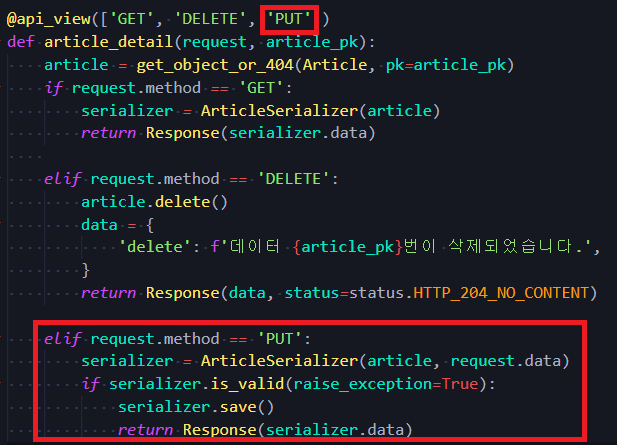 @api_view(['GET', 'DELETE', 'PUT'])
def article_detail(request, article_pk):
    article = get_object_or_404(Article, pk=article_pk)
    if request.method == 'GET':
        serializer = ArticleSerializer(article)
        return Response(serializer.data)
    elif request.method == 'DELETE':
        article.delete()
        data = {
            'delete': f'데이터 {article_pk}번이 삭제되었습니다.',
        }
        return Response(data, status=status.HTTP_204_NO_CONTENT)
    elif request.method == 'PUT':
        serializer = ArticleSerializer(article, request.data)
        if serializer.is_valid(raise_exception=True):
            serializer.save()
            return Response(serializer.data)